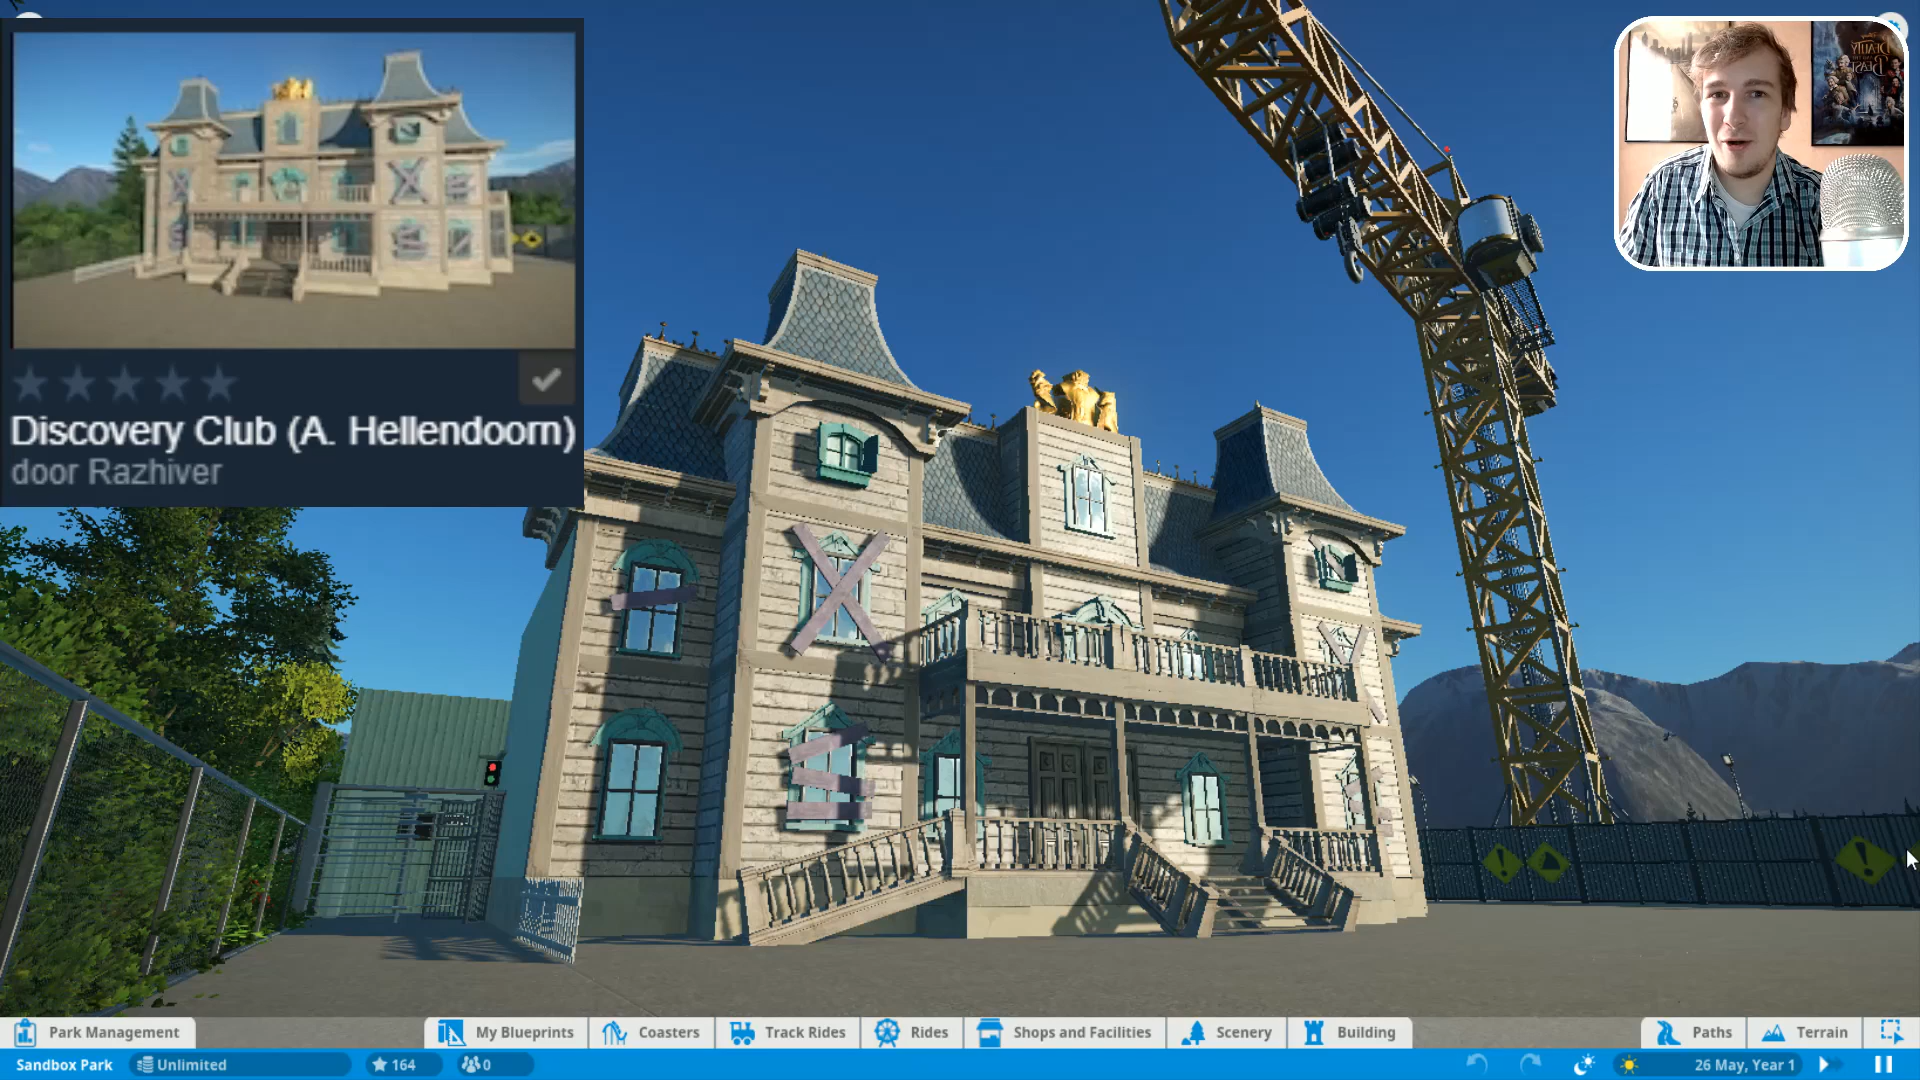 Discovery Club (A. Hellendoorn)
door Razhiver
Park Management
My Blueprints
Coasters
Track Rides
Rides
Shops and Facilities
Scenery
Building
Paths
Terrain
Sandbox Park
Unlimited
164
0
26 May, Year 1